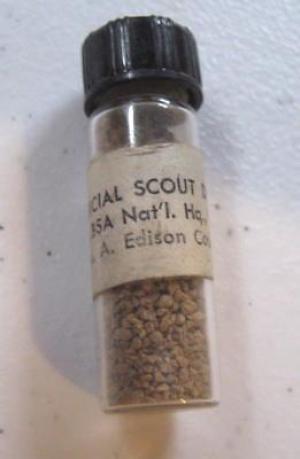 CIAL SCOUT D
BSA Nat'l. Hq.,
A. Edison Co